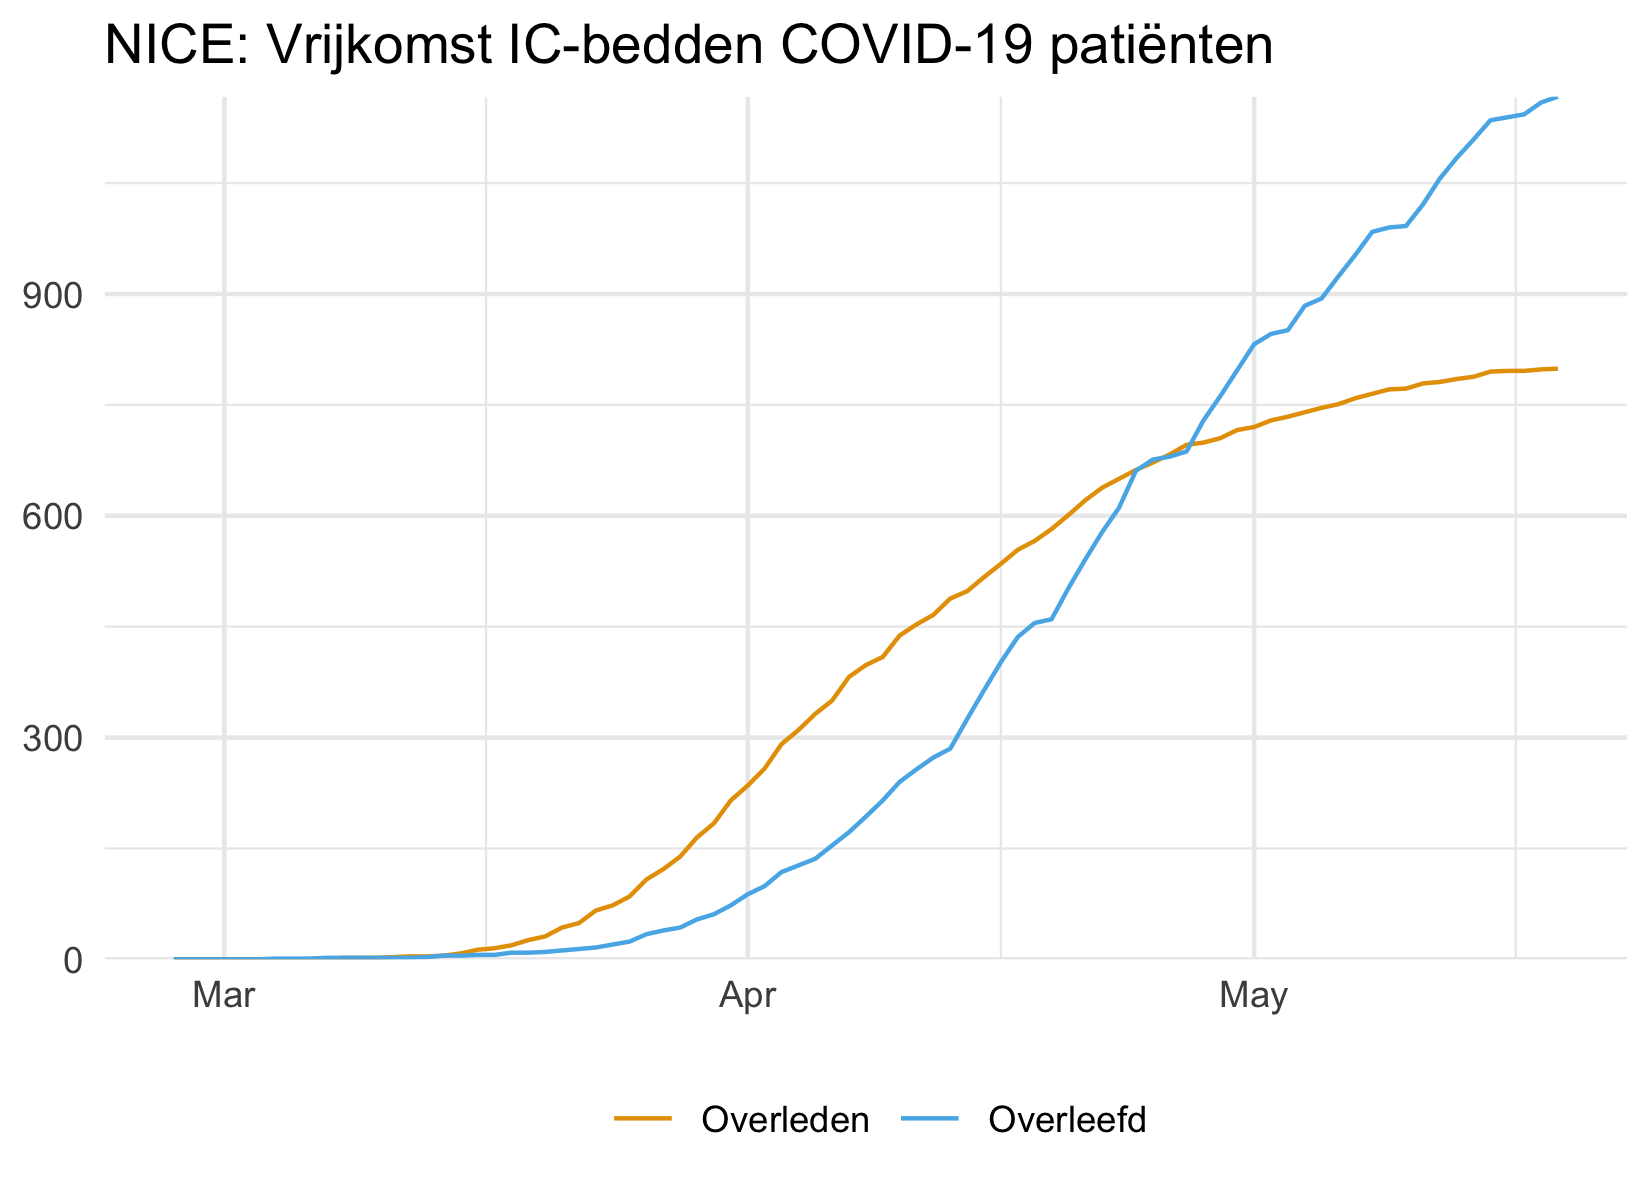 NICE: Vrijkomst IC-bedden COVID-19 patiënten
900
600
300
0
Mar Apr May
Overleden Overleefd